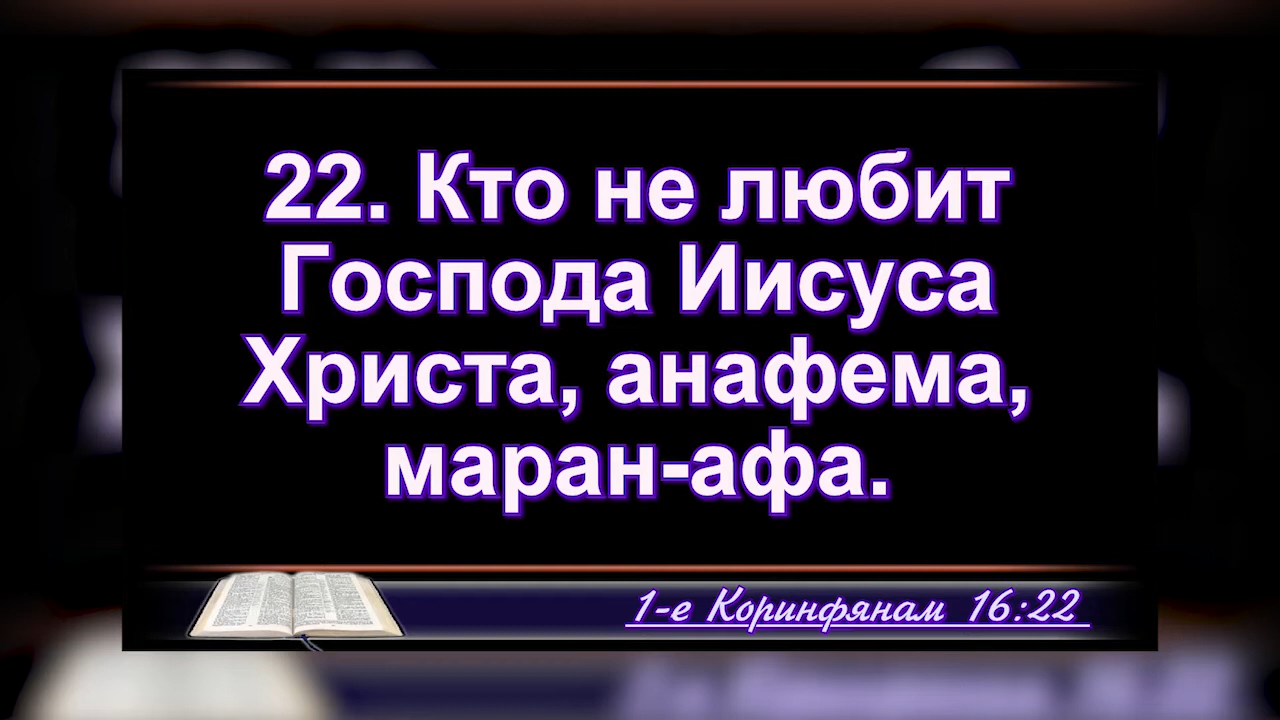 22. Кто не любит
Господа Иисуса
Христа, анафема,
маран-афа.
1-е Коринфянам 16:22